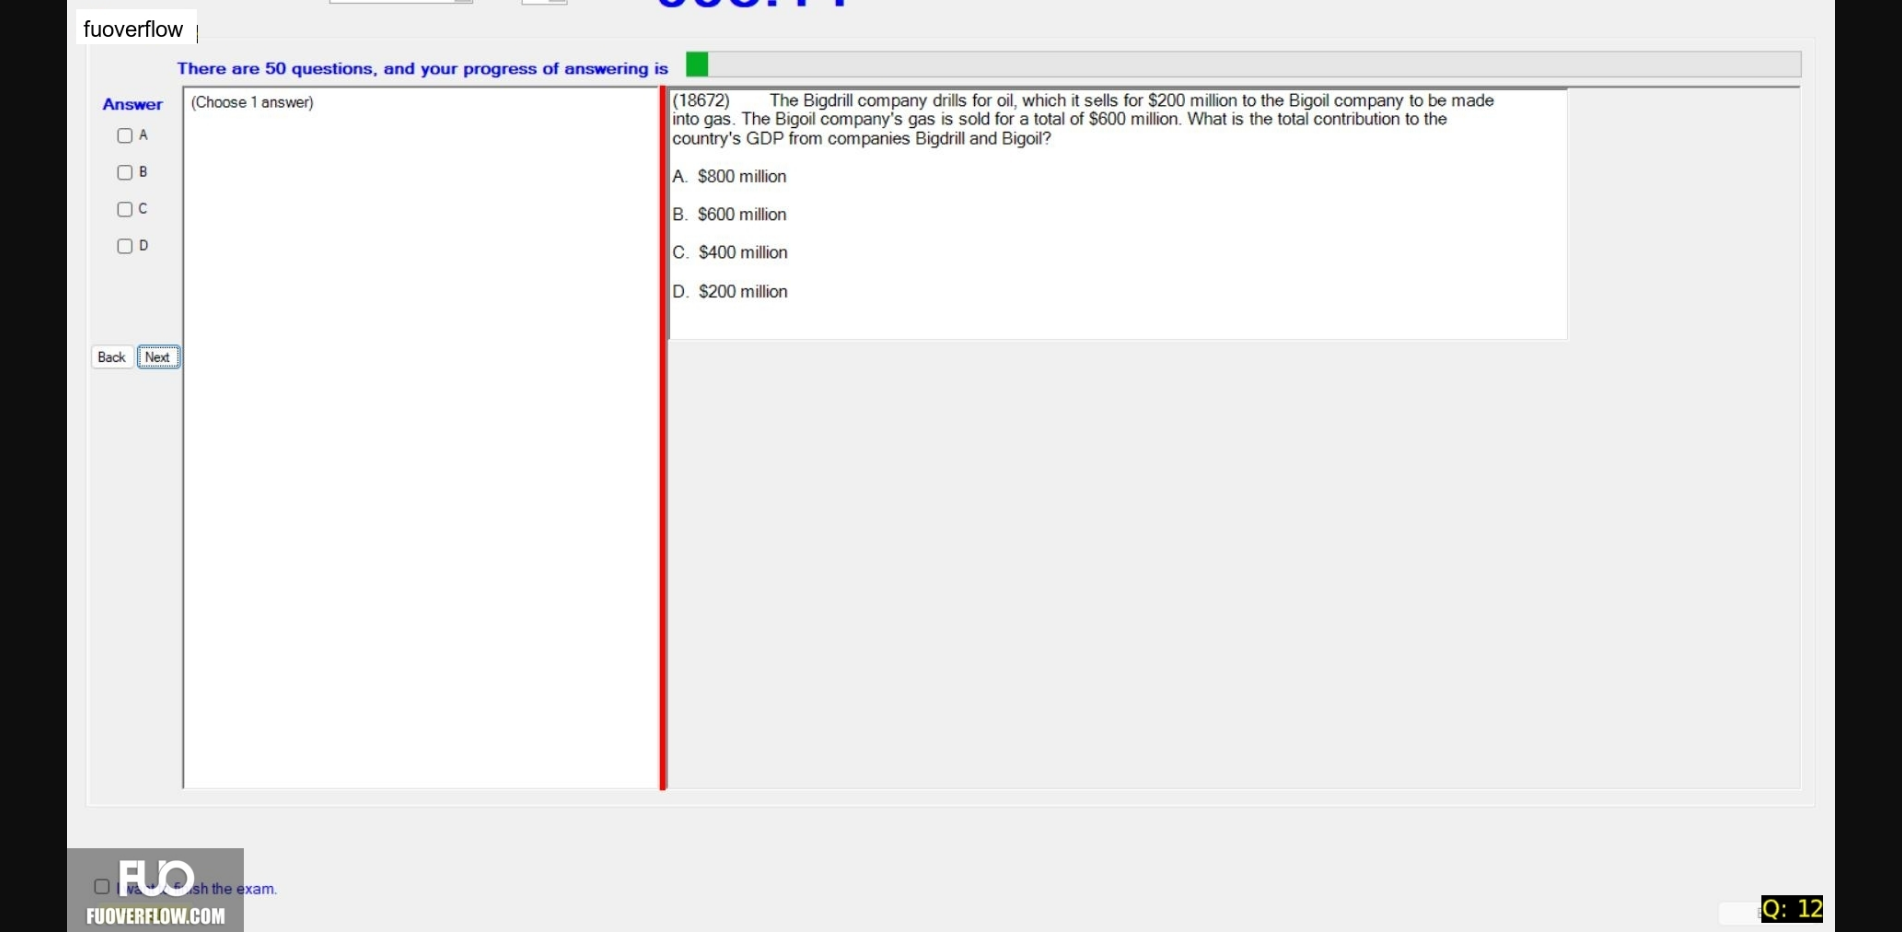 fuoverflow
There are 50 questions, and your progress of answering is
Answer
(Choose 1 answer)
A
B
C
D
Back Next
(18672) The Bigdrill company drills for oil, which it sells for $200 million to the Bigoil company to be made
into gas. The Bigoil company's gas is sold for a total of $600 million. What is the total contribution to the
country's GDP from companies Bigdrill and Bigoil?
A. $800 million
B. $600 million
C. $400 million
D. $200 million
FUO
sh the exam.
FUOVERFLOW.COM
Q: 12